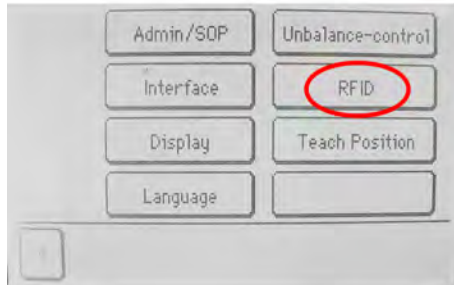 Admin/SOP
Unbalance-control
Interface
RFID
Display
Teach Position
Language